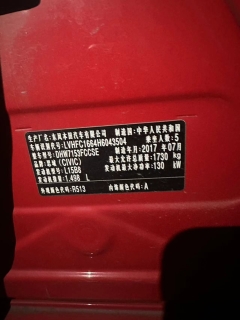 生产厂名：东风本田汽车有限公司 制造国：中华人民共和国
车辆识别代号：LVHFC1664H6043504 乘坐人数：5
车辆型号：DHW7153FCCSE 制造年月：2017 年 07月
品牌：思域 (CIVIC) 最大允许总质量：1730 kg
发动机型号：L15B8 发动机最大净功率：130 kW
发动机排量：1.498 L
车身颜色代号：R513 内饰颜色代号：A